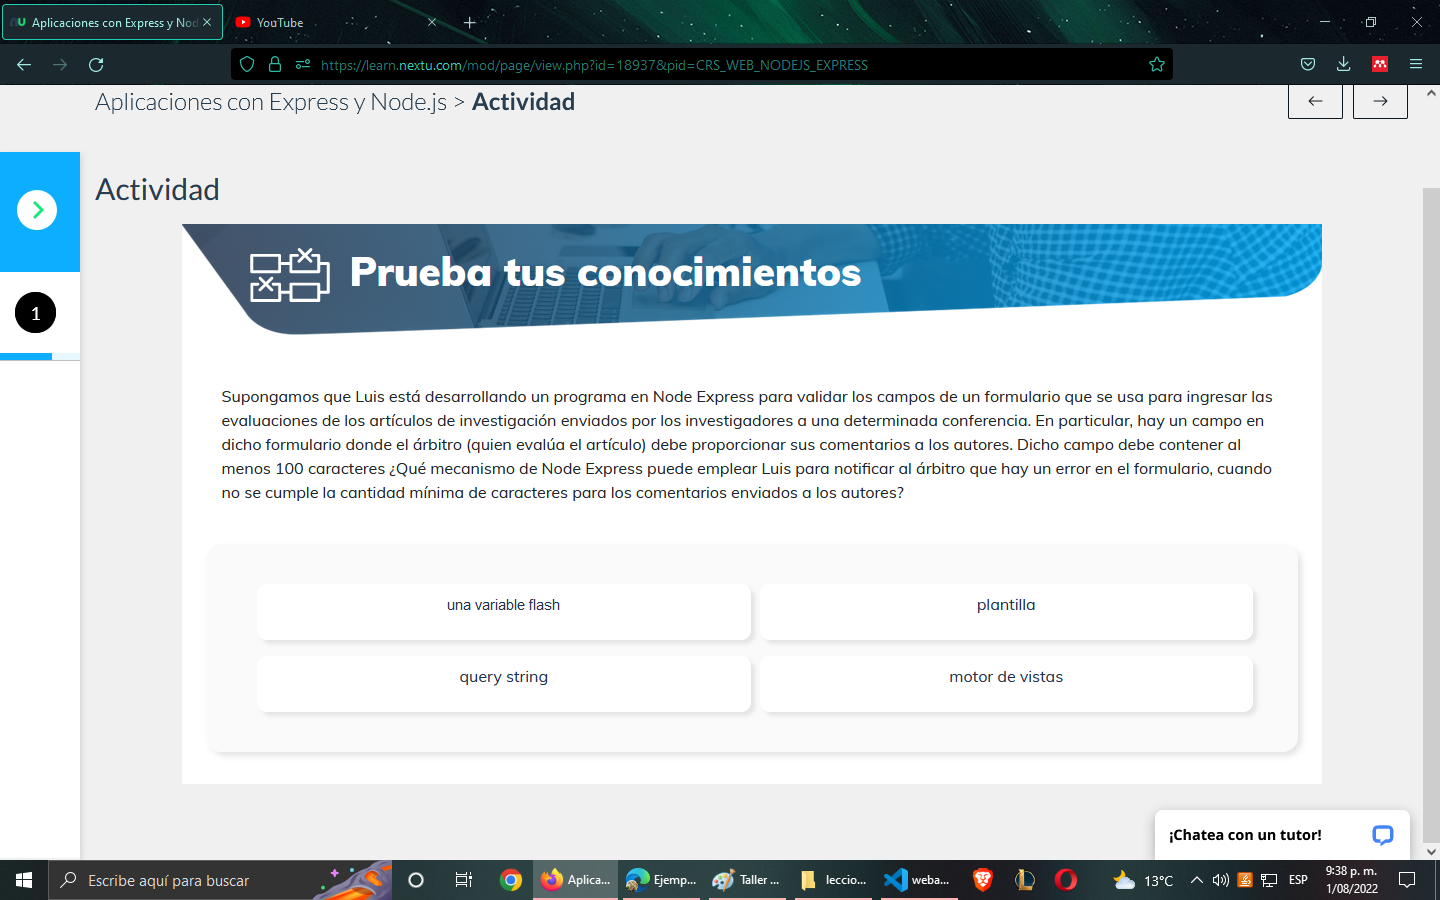 Aplicaciones con Express y Nod
YouTube
https://learn.nextu.com/mod/page/view.php?id=18937&pid=CRS_WEB_NODEJS_EXPRESS
Aplicaciones con Express y Node.js > Actividad
1
Actividad
Prueba tus conocimientos
Supongamos que Luis está desarrollando un programa en Node Express para validar los campos de un formulario que se usa para ingresar las
evaluaciones de los artículos de investigación enviados por los investigadores a una determinada conferencia. En particular, hay un campo en
dicho formulario donde el árbitro (quien evalúa el artículo) debe proporcionar sus comentarios a los autores. Dicho campo debe contener al
menos 100 caracteres ¿Qué mecanismo de Node Express puede emplear Luis para notificar al árbitro que hay un error en el formulario, cuando
no se cumple la cantidad mínima de caracteres para los comentarios enviados a los autores?
una variable flash
plantilla
query string
motor de vistas
¡Chatea con un tutor!
Escribe aquí para buscar
Aplica...
Ejemp...
Taller ...
leccio...
weba...
13°C
ESP
9:38 p. m.
1/08/2022